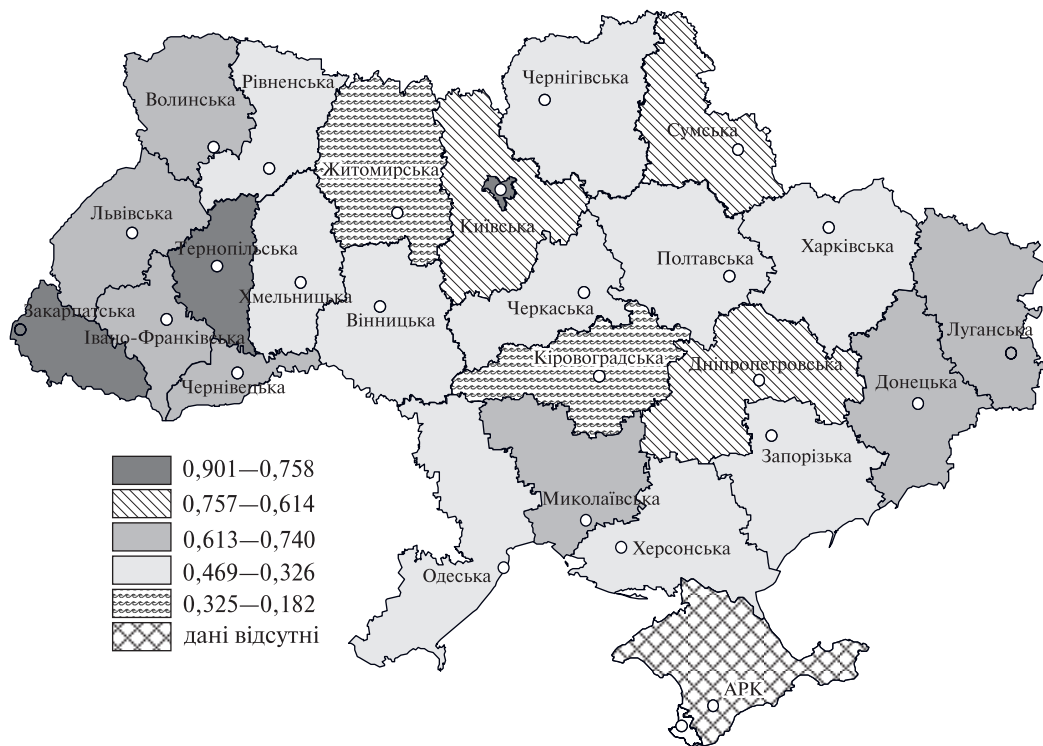 Чернігівська
Рівненська
Волинська
Сумська
Житомирська
Львівська
Київська
Тернопільська
Харківська
Полтавська
Хмельницька
Черкаська
Закарпатська
Вінницька
Івано-Франківська
Луганська
Кіровоградська
Дніпропетровська
Чернівецька
Донецька
Запорізька
Миколаївська
Херсонська
Одеська
АРК
0,901—0,758
0,757—0,614
0,613—0,740
0,469—0,326
0,325—0,182
дані відсутні